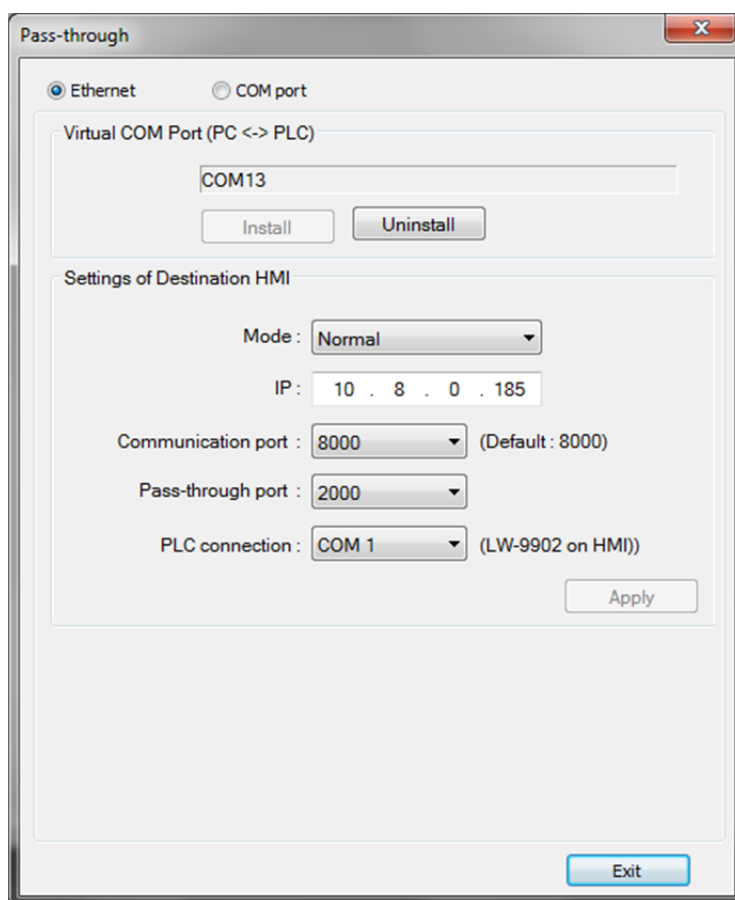 Pass-through
Ethernet COM port
Virtual COM Port (PC <-> PLC)
COM13
Install Uninstall
Settings of Destination HMI
Mode : Normal
IP : 10 . 8 . 0 . 185
Communication port : 8000 (Default : 8000)
Pass-through port : 2000
PLC connection : COM 1 (LW-9902 on HMI))
Apply
Exit